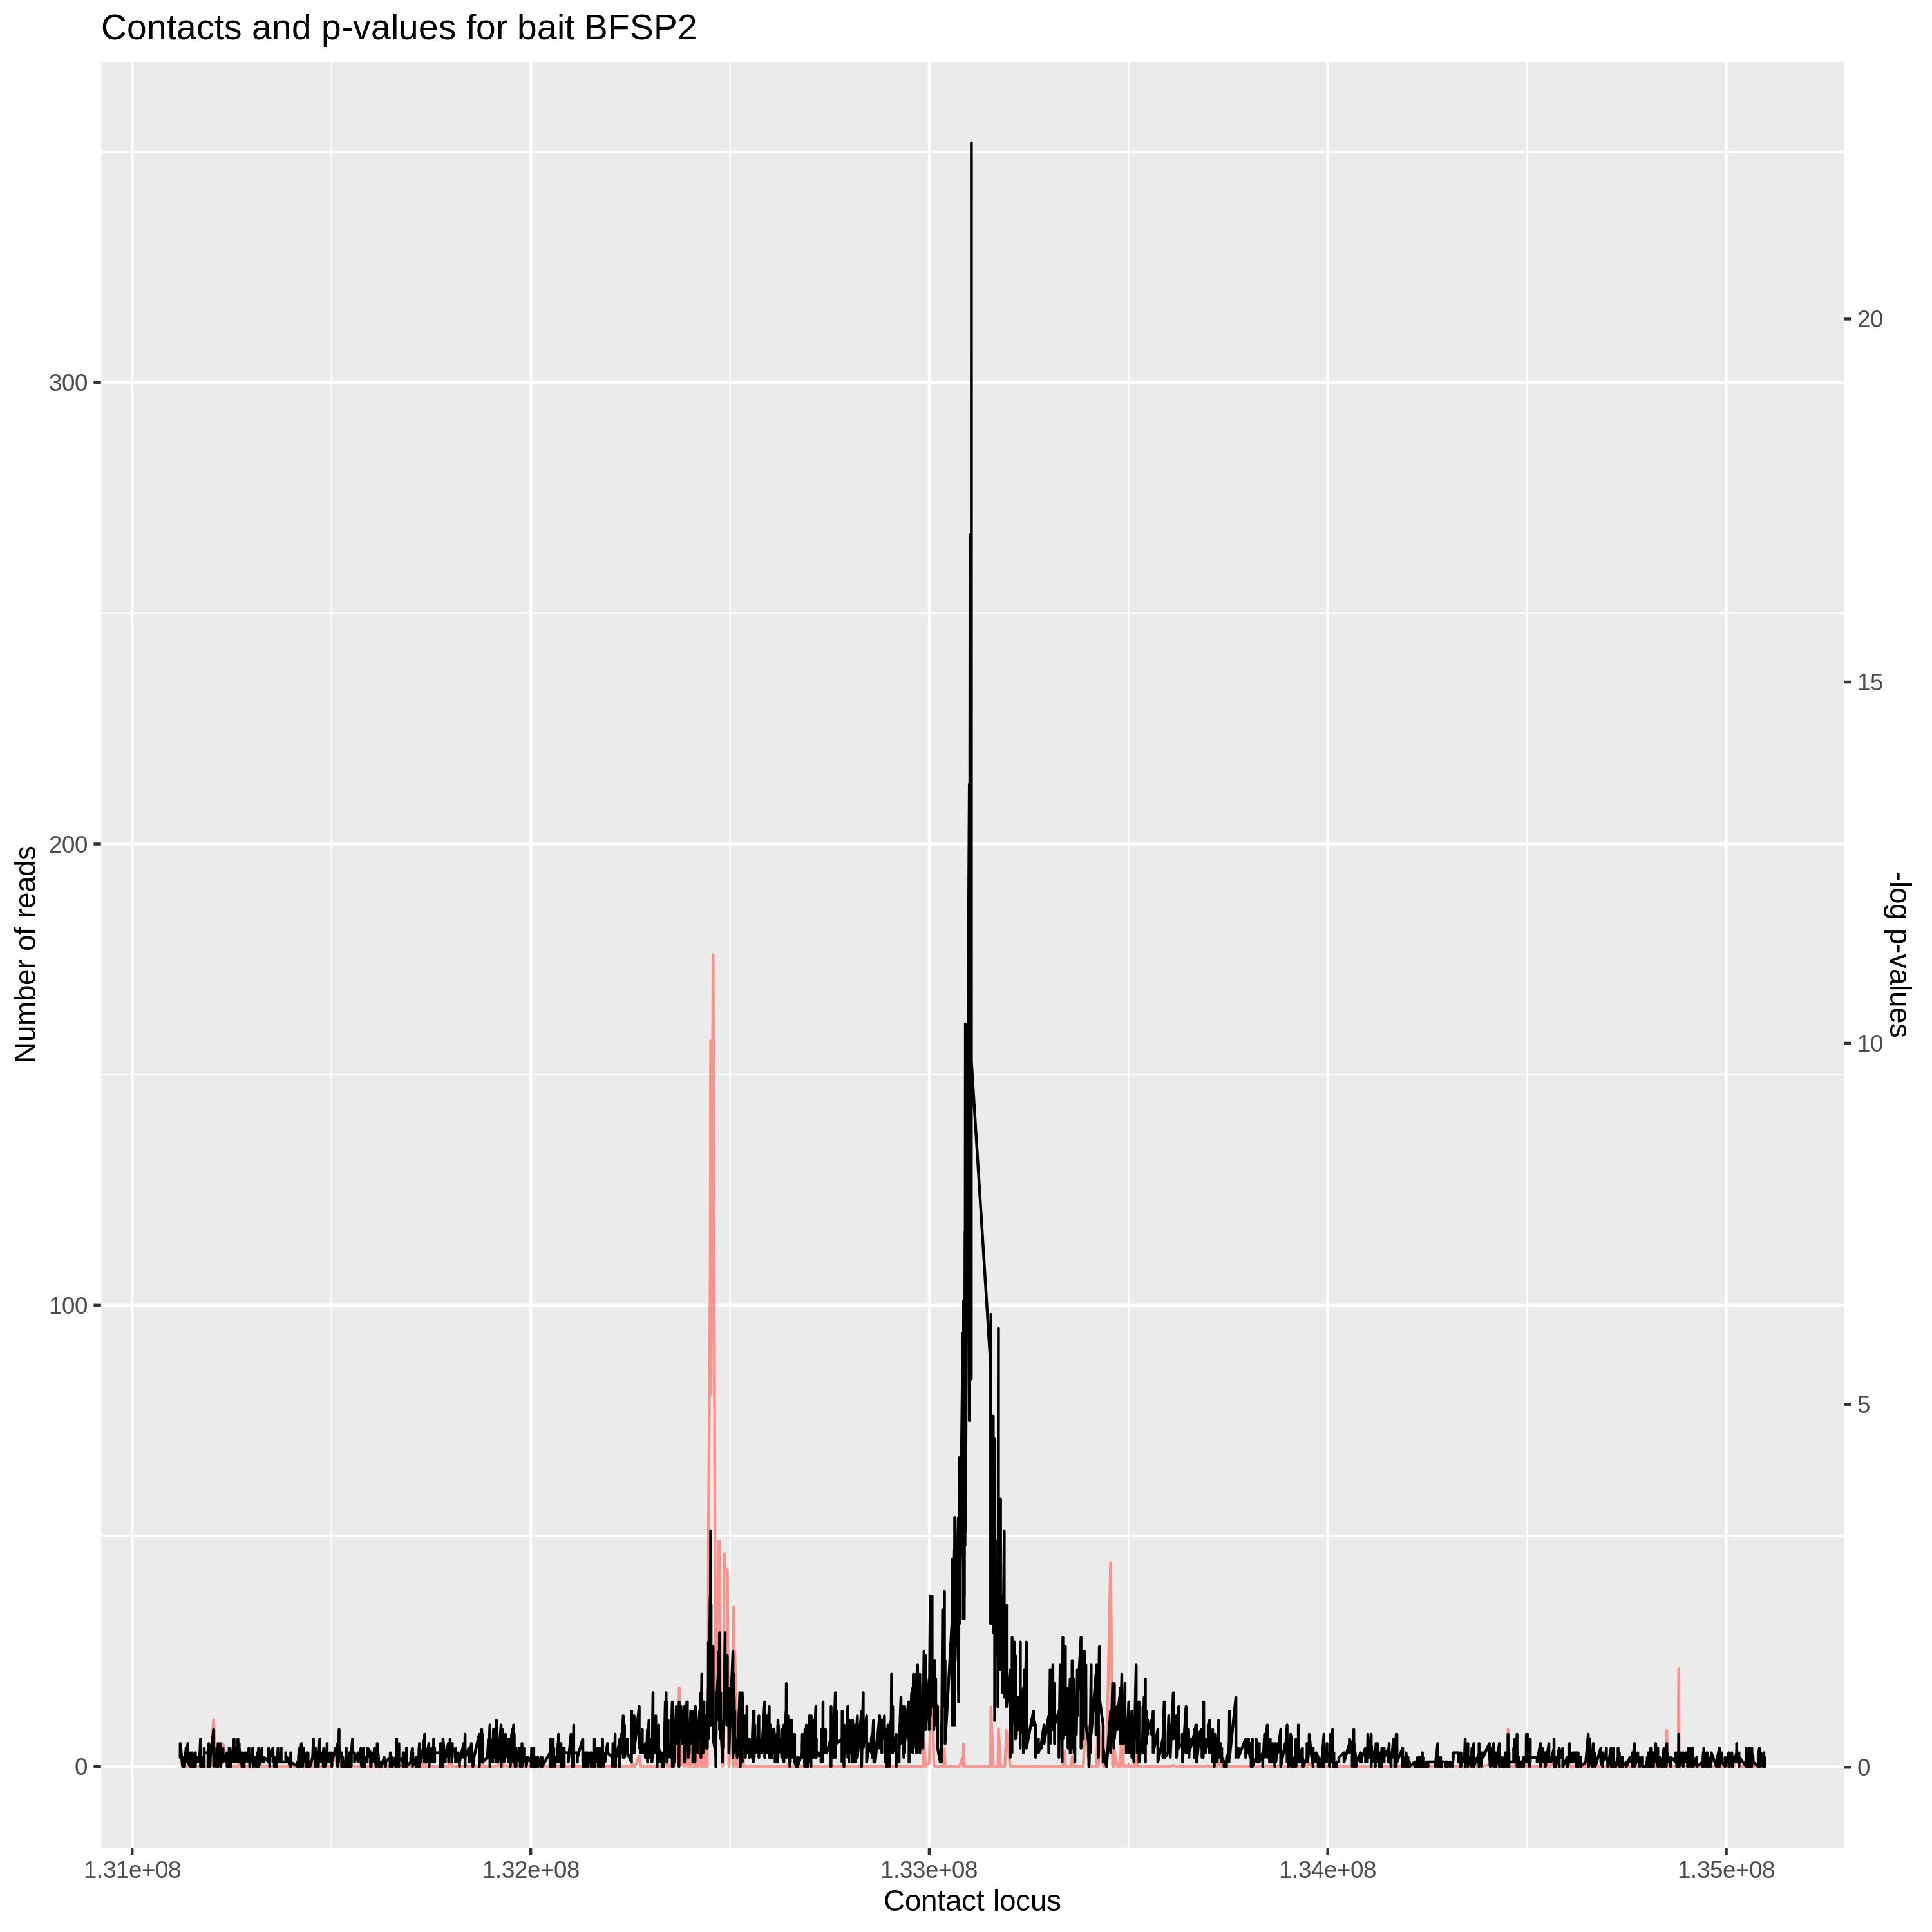 Contacts and p-values for bait BFSP2
Number of reads
300
200
100
0
20
15
10
5
0
-log p-values
1.31e+08
1.32e+08
1.33e+08
1.34e+08
1.35e+08
Contact locus